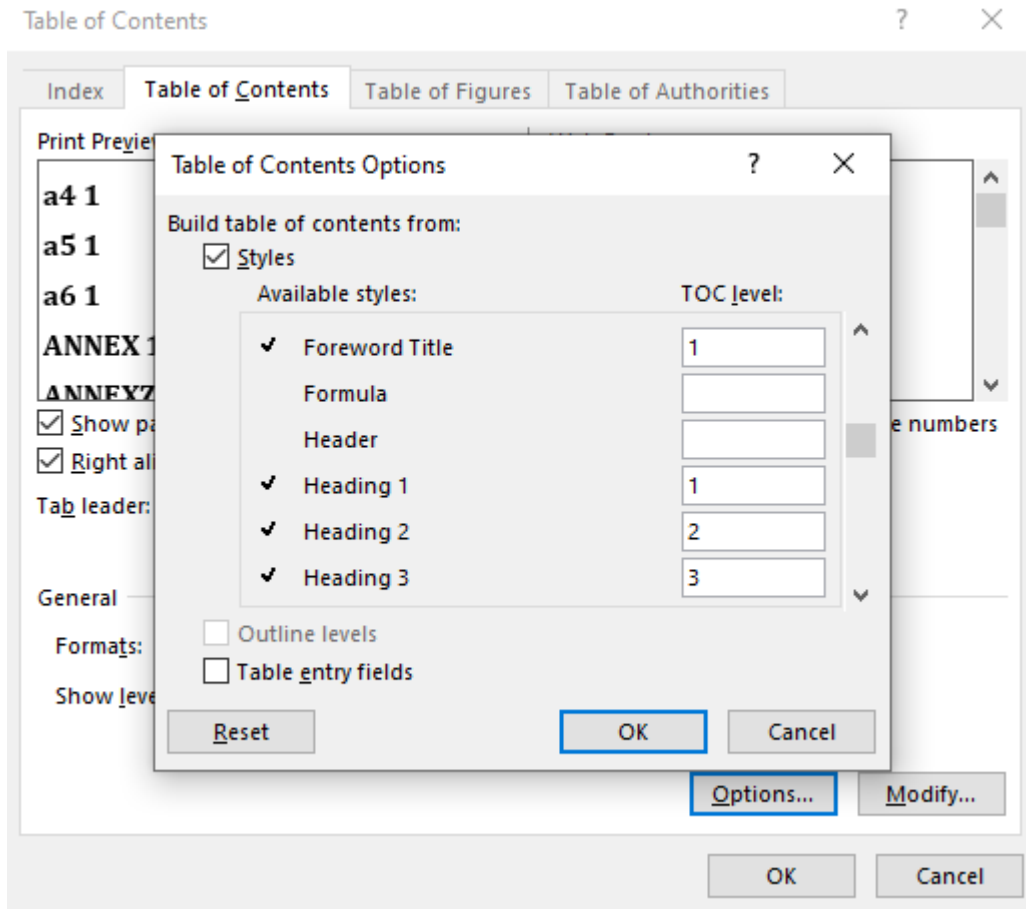 Table of Contents
Index Table of Contents Table of Figures Table of Authorities
Print Preview
a4 1
a5 1
a6 1
ANNEX 1
ANNEXZ
Show pa
Right ali
e numbers
Tab leader:
General
Formats:
Show leve
Table of Contents Options
Build table of contents from:
Styles
Available styles: TOC level:
Foreword Title 1
Formula
Header
Heading 1 1
Heading 2 2
Heading 3 3
Outline levels
Table entry fields
Reset OK Cancel
Options... Modify...
OK Cancel